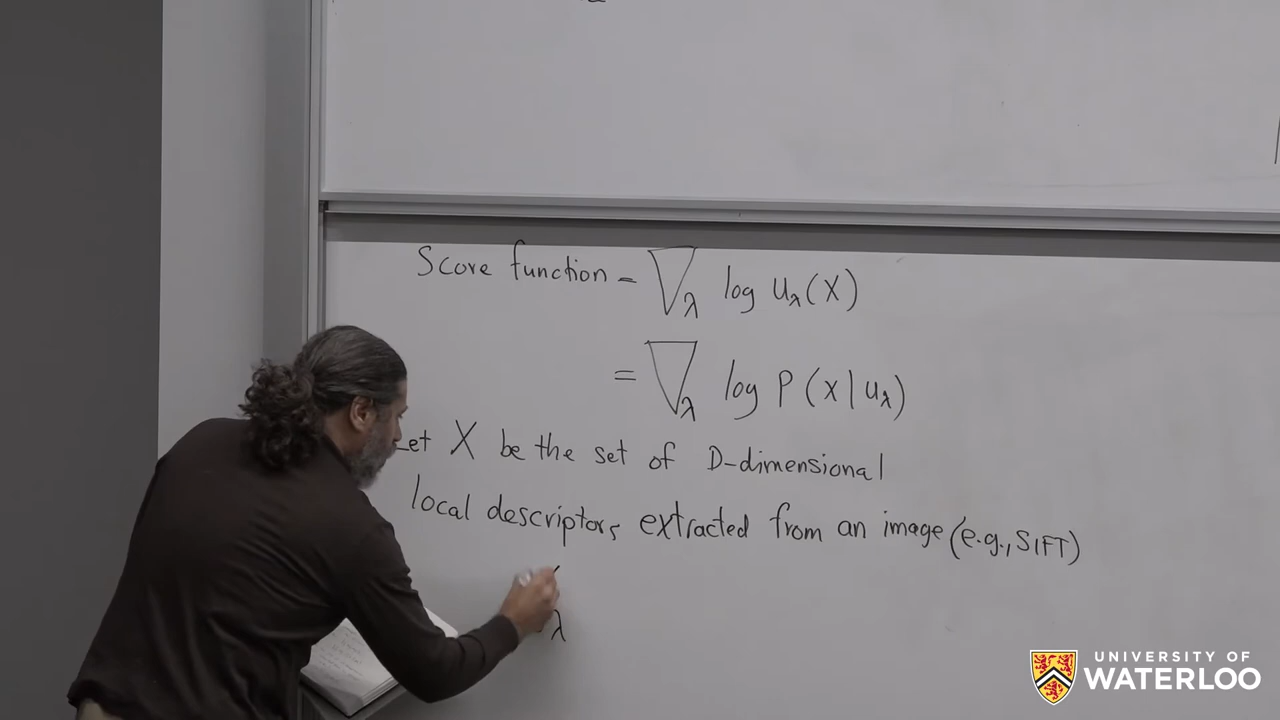 Score function = ∇λ log uλ(X)
= ∇λ log P(x|uλ)
Let X be the set of D-dimensional
local descriptors extracted from an image (e.g., SIFT)
λ
UNIVERSITY OF
WATERLOO